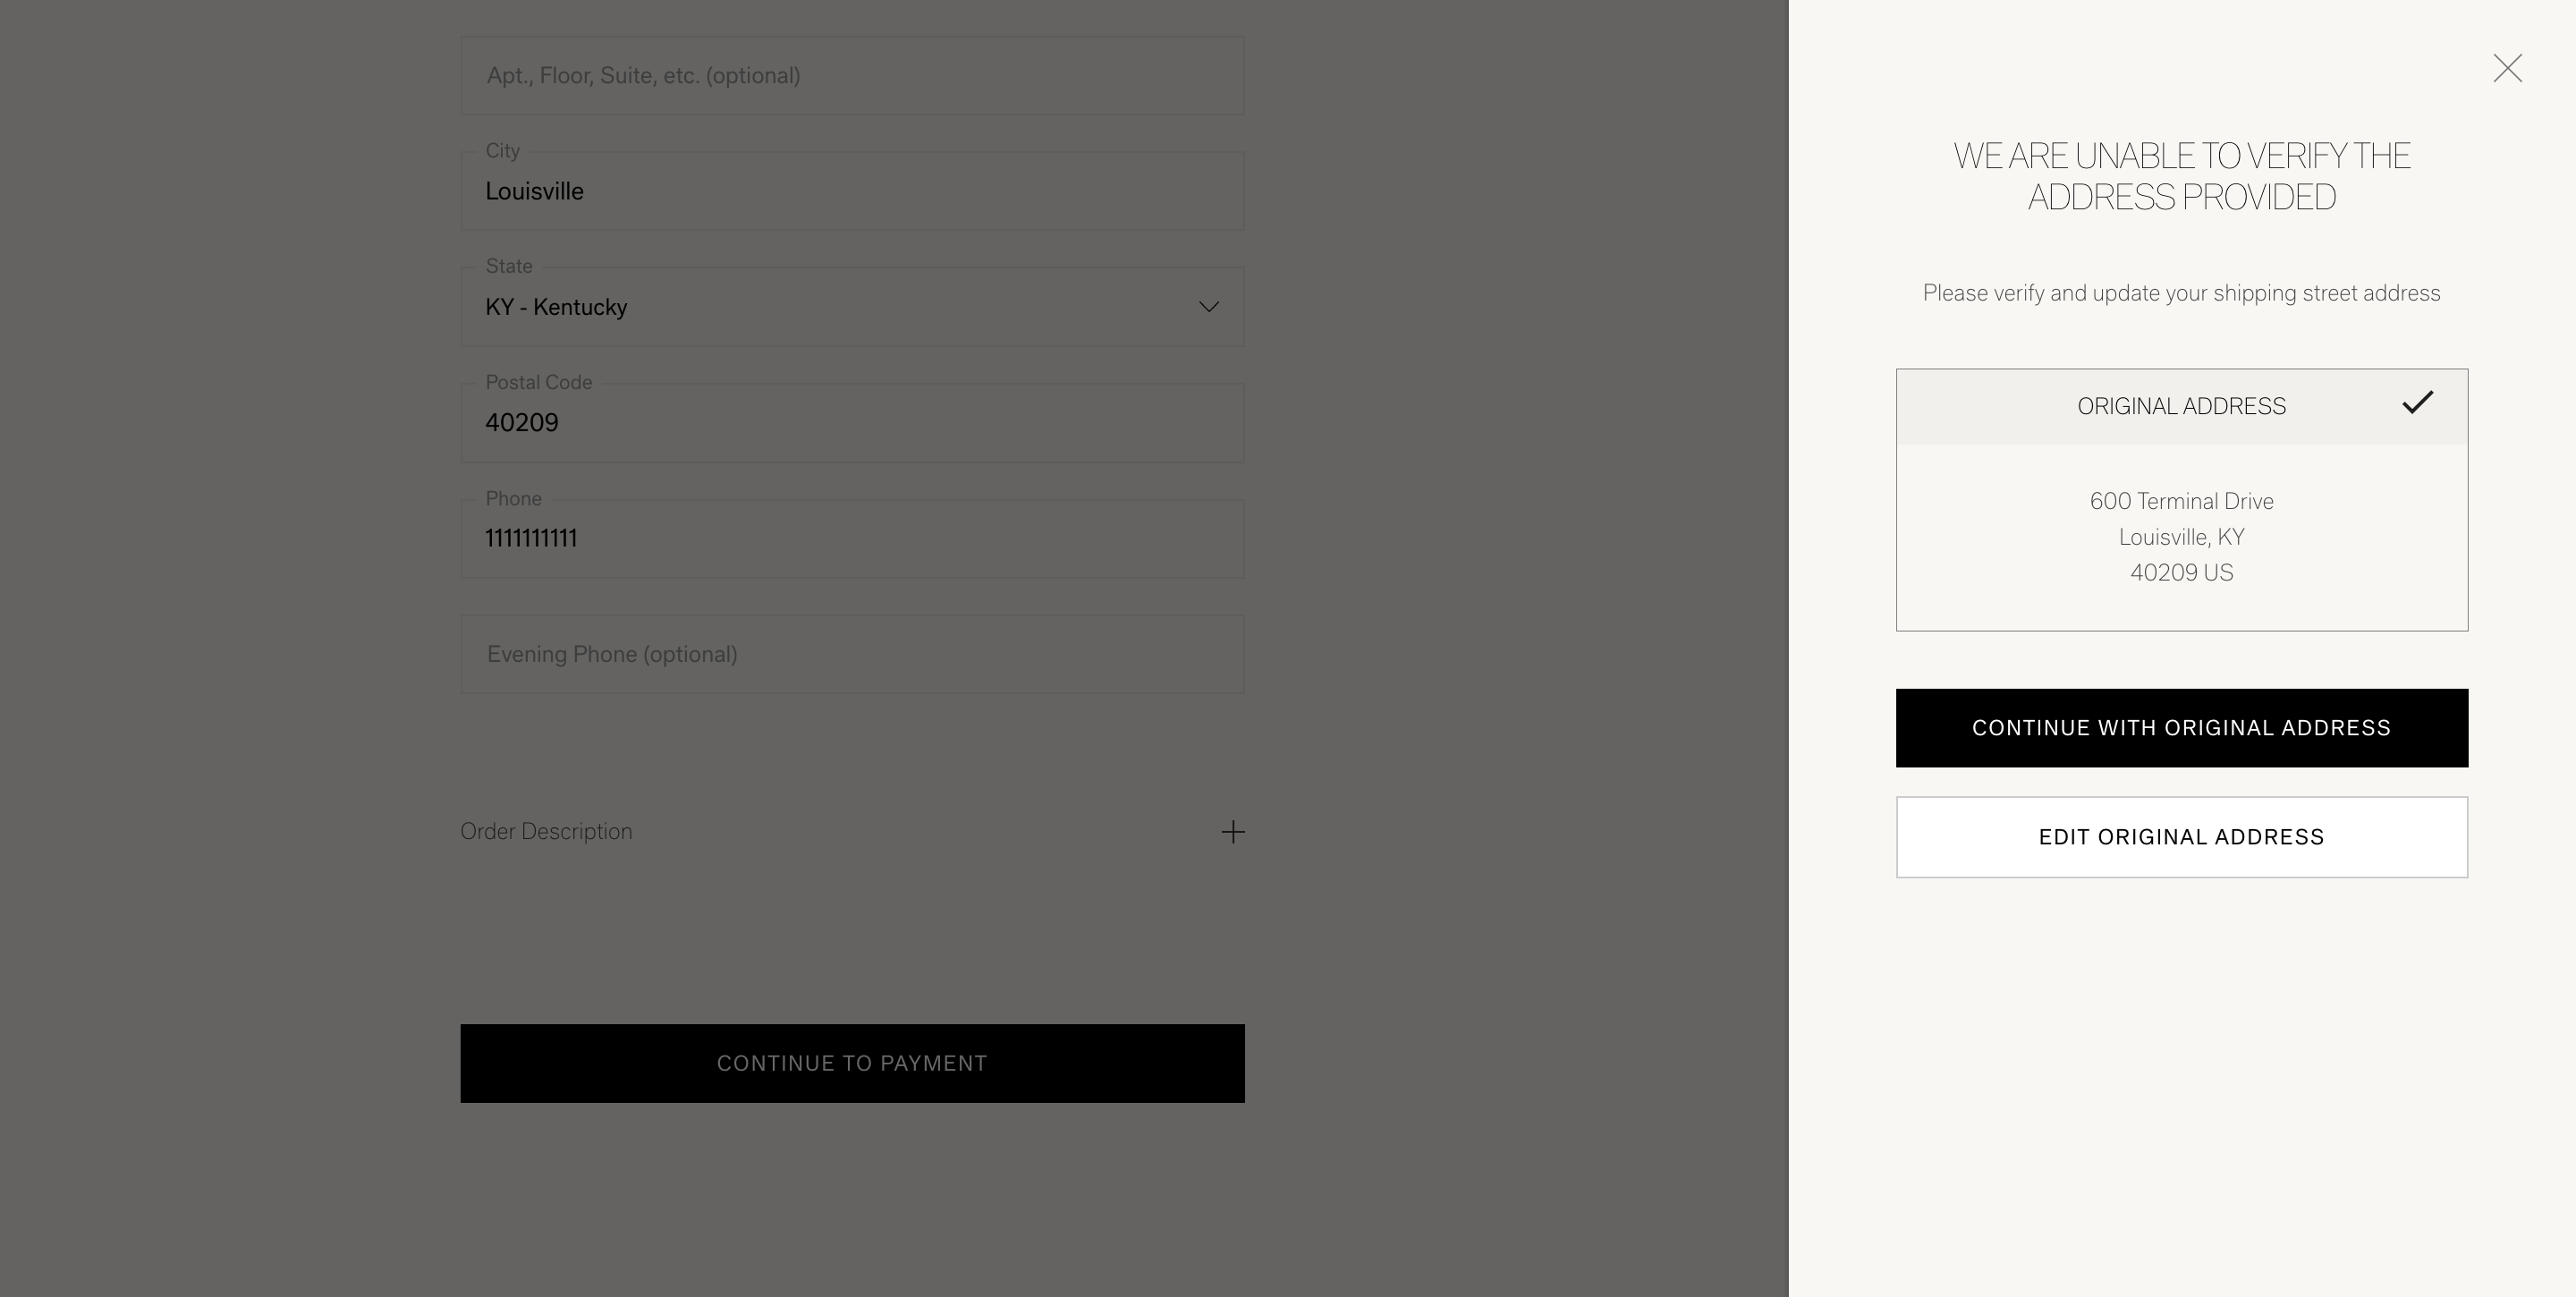 Apt., Floor, Suite, etc. (optional)
City
Louisville
State
KY - Kentucky
Postal Code
40209
Phone
1111111111
Evening Phone (optional)
Order Description
CONTINUE TO PAYMENT
WE ARE UNABLE TO VERIFY THE
ADDRESS PROVIDED
Please verify and update your shipping street address
ORIGINAL ADDRESS
600 Terminal Drive
Louisville, KY
40209 US
CONTINUE WITH ORIGINAL ADDRESS
EDIT ORIGINAL ADDRESS